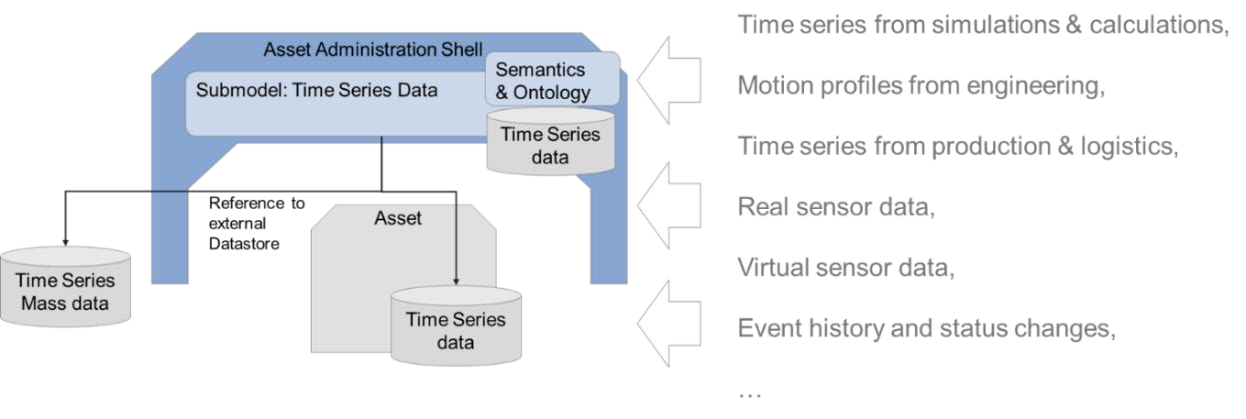 Asset Administration Shell
Submodel: Time Series Data
Semantics
& Ontology
Time Series
data
Reference to
external
Datastore
Asset
Time Series
Mass data
Time Series
data
Time series from simulations & calculations,
Motion profiles from engineering,
Time series from production & logistics,
Real sensor data,
Virtual sensor data,
Event history and status changes,
…